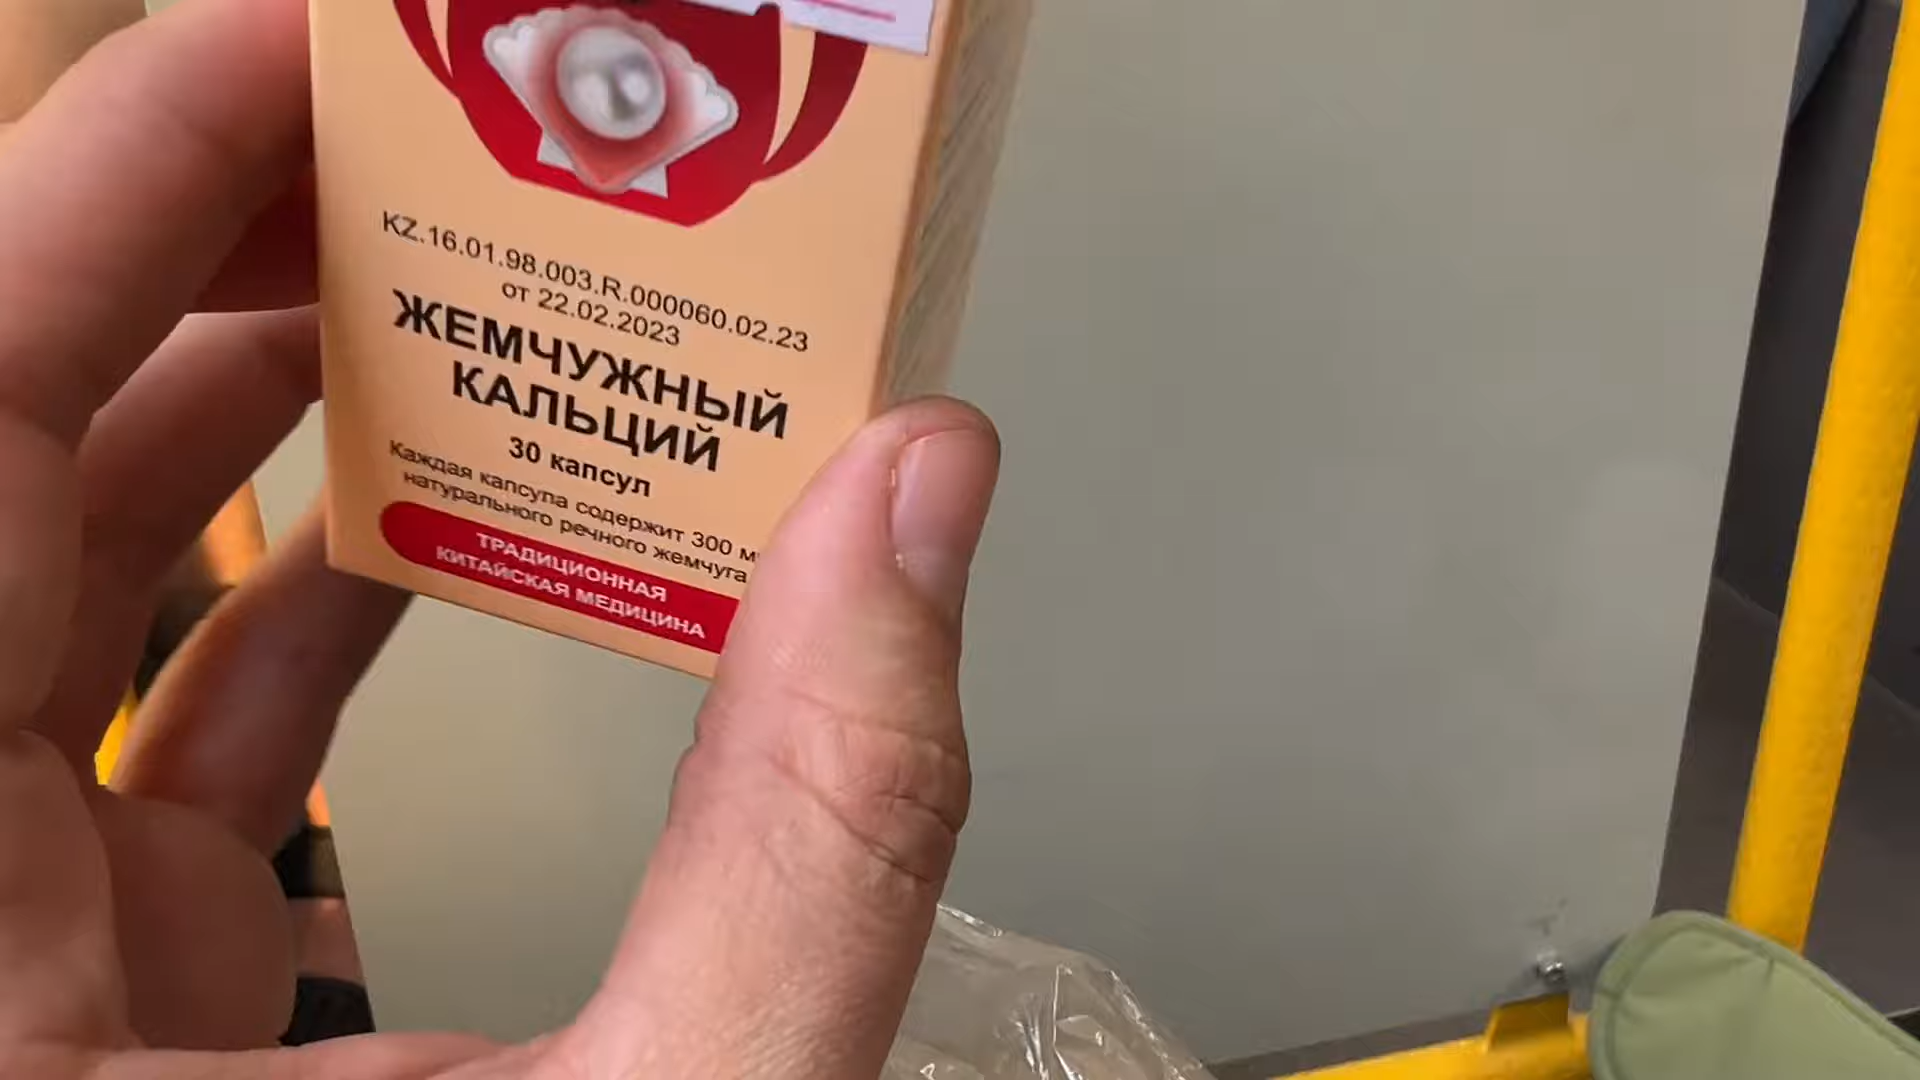 KZ.16.01.98.003.R.000060.02.23
от 22.02.2023
ЖЕМЧУЖНЫЙ
КАЛЬЦИЙ
30 капсул
Каждая капсула содержит 300
натурального речного жемчуга
ТРАДИЦИОННАЯ
КИТАЙСКАЯ МЕДИЦИНА